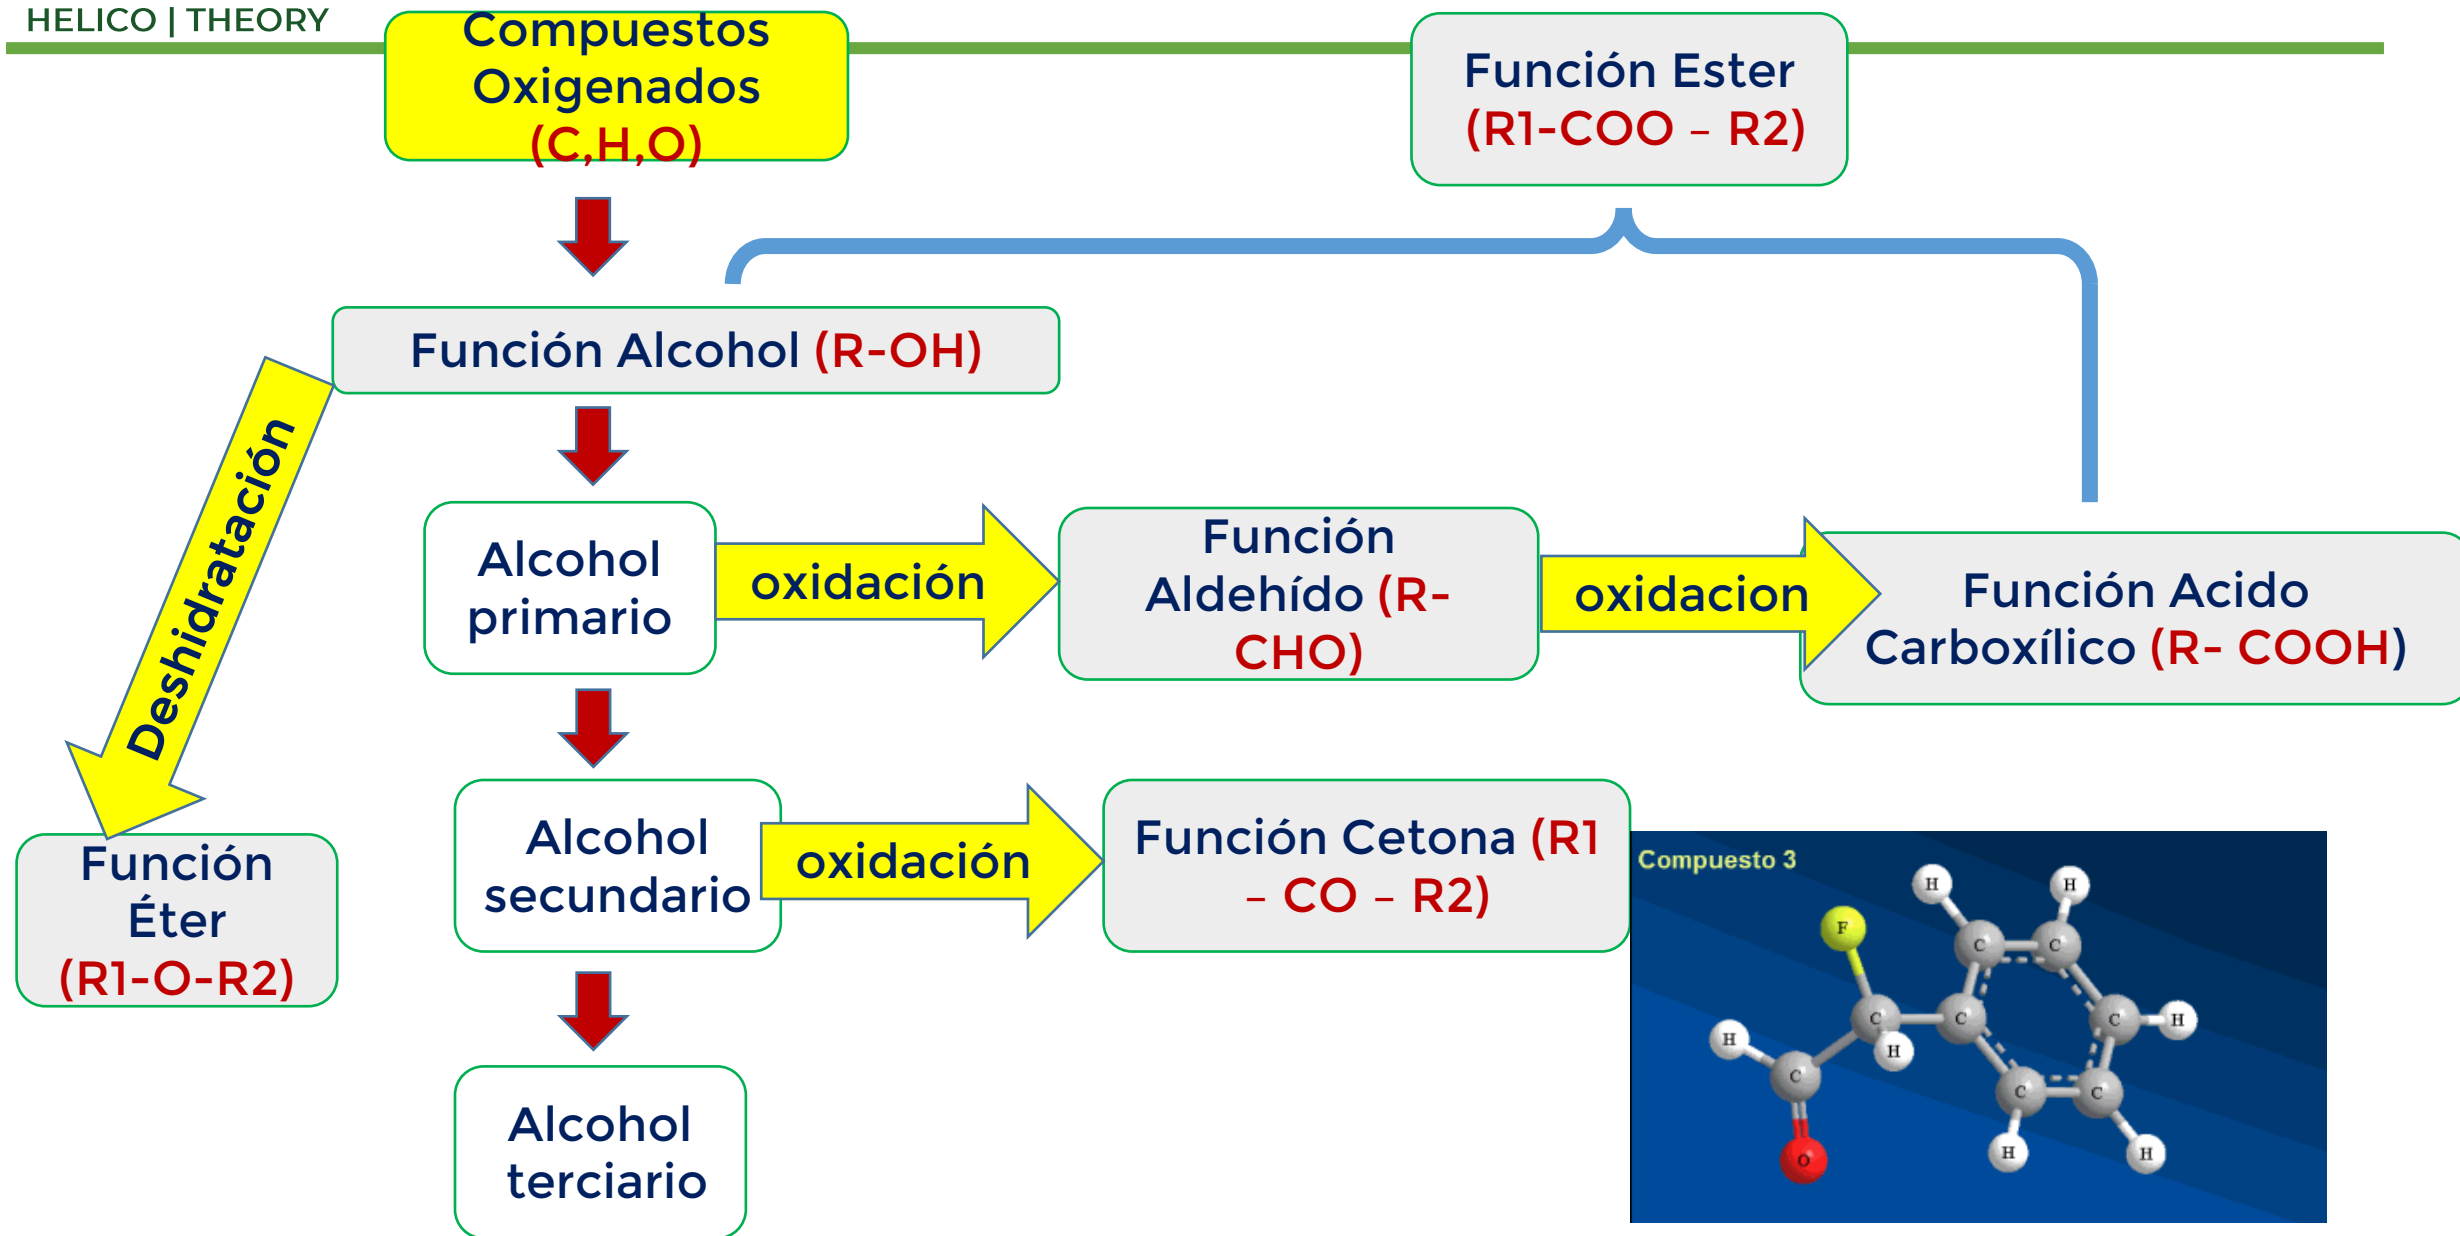 HELICO | THEORY
Compuestos
Oxigenados
(C,H,O)
Función Ester
(R1-COO – R2)
Función Alcohol (R-OH)
Deshidratación
Alcohol
primario
oxidación
Función
Aldehído (R-
CHO)
oxidacion
Función Acido
Carboxílico (R- COOH)
Alcohol
secundario
oxidación
Función Cetona (R1
– CO – R2)
Función
Éter
(R1-O-R2)
Alcohol
terciario
Compuesto 3
H
H
F
C
C
C
C
C
H
H
H
C
C
C
O
H
H